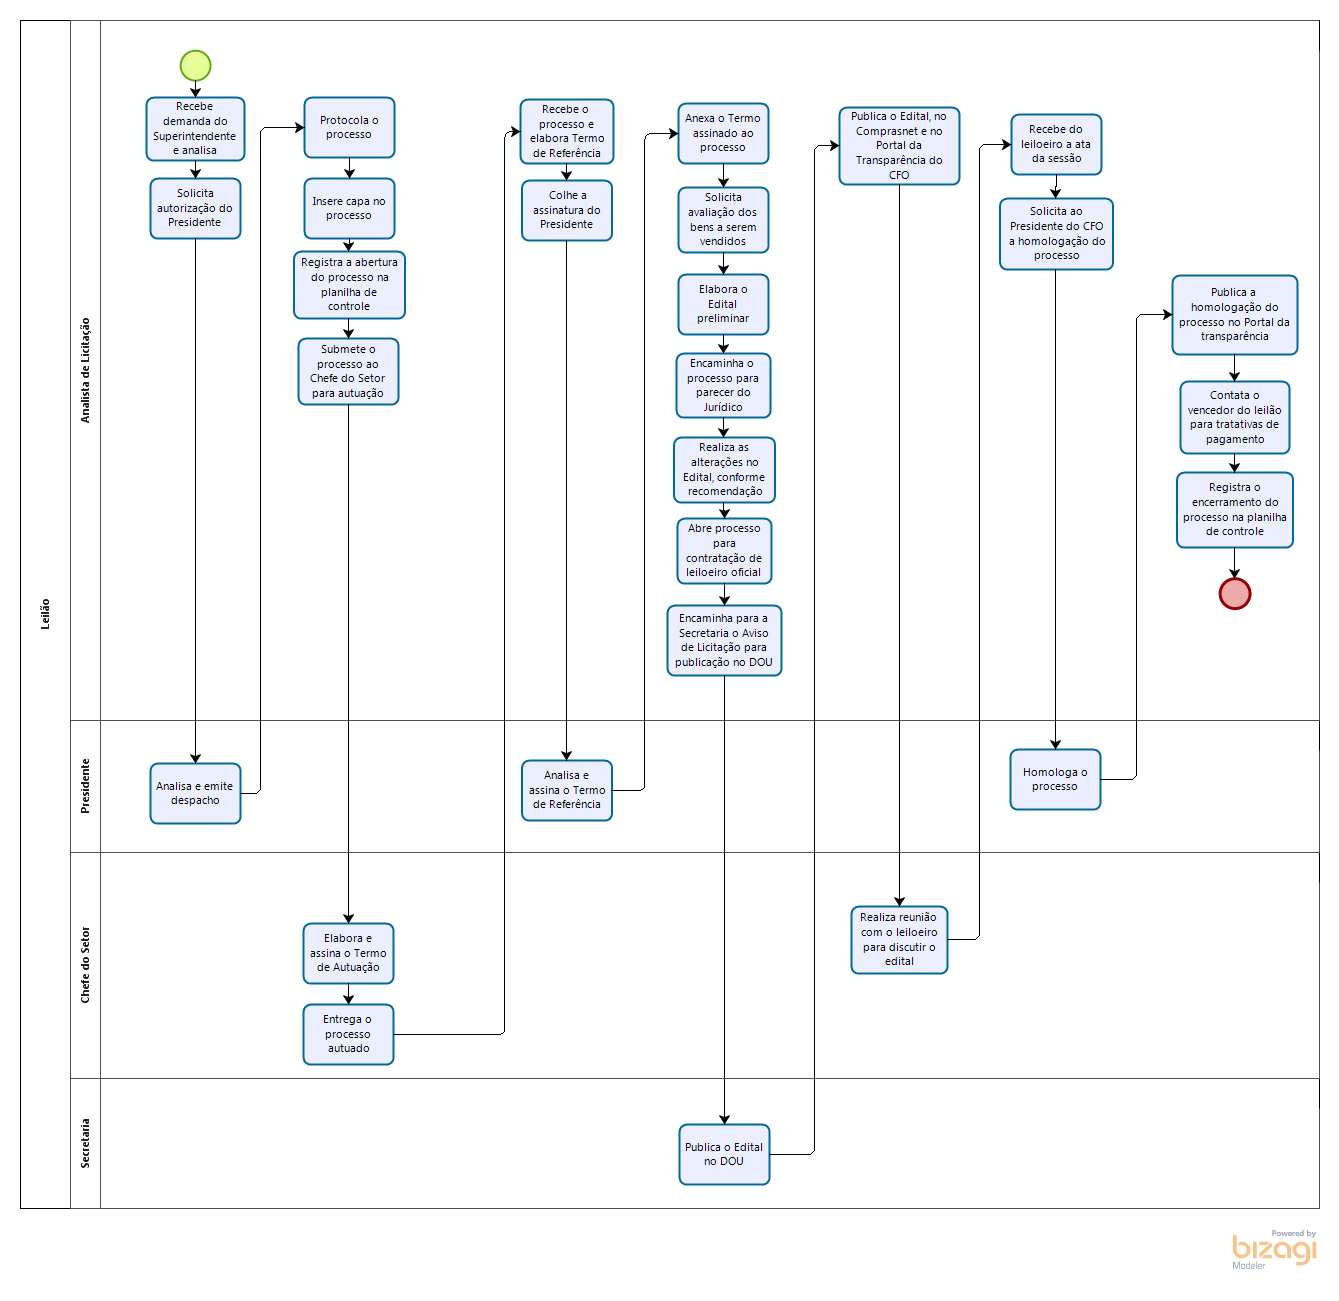 Leilão
Analista de Licitação
Recebe
demanda do
Superintendente
e analisa
Solicita
autorização do
Presidente
Protocola o
processo
Insere capa no
processo
Registra a abertura
do processo na
planilha de
controle
Submete o
processo ao
Chefe do Setor
para autuação
Recebe o
processo e
elabora Termo
de Referência
Colhe a
assinatura do
Presidente
Anexa o Termo
assinado ao
processo
Solicita
avaliação dos
bens a serem
vendidos
Elabora o
Edital
preliminar
Encaminha o
processo para
parecer do
Jurídico
Realiza as
alterações no
Edital, conforme
recomendação
Abre processo
para
contratação de
leiloeiro oficial
Encaminha para a
Secretaria o Aviso
de Licitação para
publicação no DOU
Publica o Edital, no
Comprasnet e no
Portal da
Transparência do
CFO
Recebe do
leiloeiro a ata
da sessão
Solicita ao
Presidente do CFO
a homologação do
processo
Publica a
homologação do
processo no Portal da
transparência
Contata o
vencedor do leilão
para tratativas de
pagamento
Registra o
encerramento do
processo na planilha
de controle
Presidente
Analisa e emite
despacho
Analisa e
assina o Termo
de Referência
Homologa o
processo
Chefe do Setor
Elabora e
assina o Termo
de Autuação
Entrega o
processo
autuado
Realiza reunião
com o leiloeiro
para discutir o
edital
Secretaria
Publica o Edital
no DOU
Powered by
bizagi
Modeler